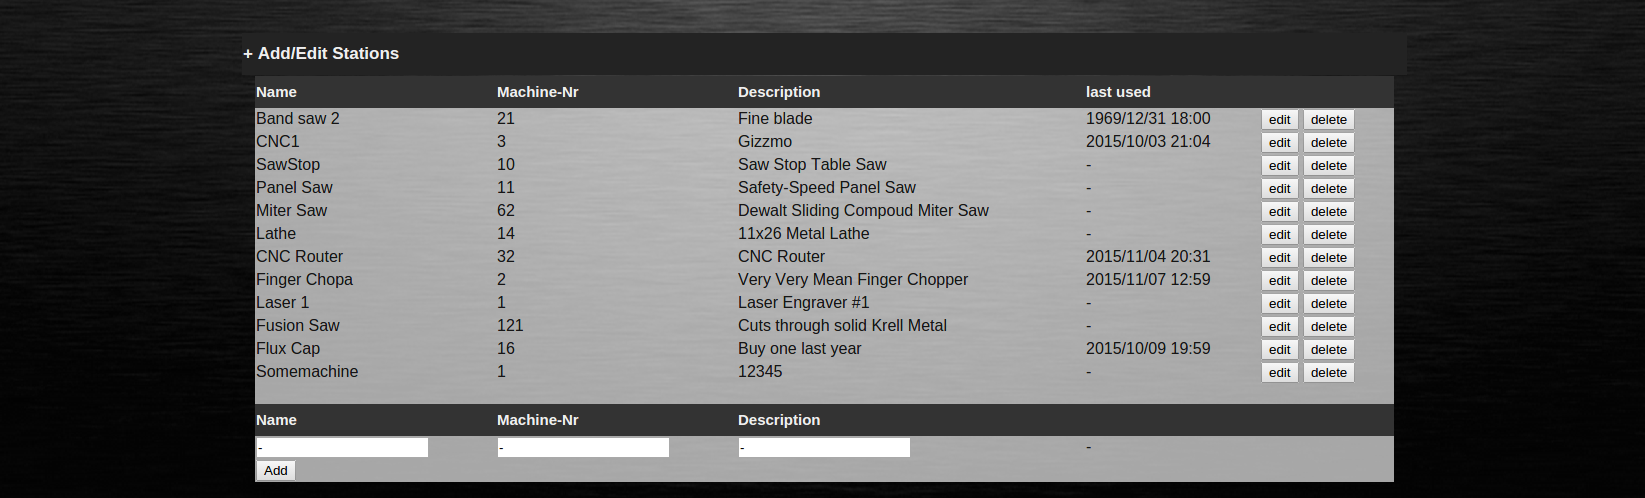 + Add/Edit Stations
Name Machine-Nr Description last used
Band saw 2 21 Fine blade 1969/12/31 18:00 edit delete
CNC1 3 Gizzmo 2015/10/03 21:04 edit delete
SawStop 10 Saw Stop Table Saw - edit delete
Panel Saw 11 Safety-Speed Panel Saw - edit delete
Miter Saw 62 Dewalt Sliding Compoud Miter Saw - edit delete
Lathe 14 11x26 Metal Lathe - edit delete
CNC Router 32 CNC Router 2015/11/04 20:31 edit delete
Finger Chopa 2 Very Very Mean Finger Chopper 2015/11/07 12:59 edit delete
Laser 1 1 Laser Engraver #1 - edit delete
Fusion Saw 121 Cuts through solid Krell Metal - edit delete
Flux Cap 16 Buy one last year 2015/10/09 19:59 edit delete
Somemachine 1 12345 - edit delete
Name Machine-Nr Description
- - - -
Add